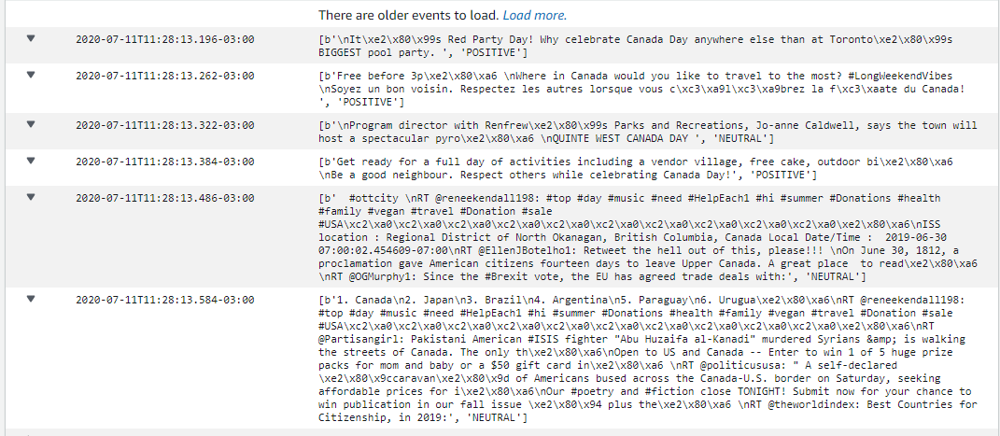 There are older events to load. Load more.
2020-07-11T11:28:13.196-03:00 [b'\nIt\xe2\x80\x99s Red Party Day! Why celebrate Canada Day anywhere else than at Toronto\xe2\x80\x99s
BIGGEST pool party. ', 'POSITIVE']
2020-07-11T11:28:13.262-03:00 [b'Free before 3p\xe2\x80\xa6 \nWhere in Canada would you like to travel to the most? #LongWeekendVibes
\nSoyez un bon voisin. Respectez les autres lorsque vous c\xc3\xa9l\xc3\xa9brez la f\xc3\xaate du Canada!
', 'POSITIVE']
2020-07-11T11:28:13.322-03:00 [b'\nProgram director with Renfrew\xe2\x80\x99s Parks and Recreations, Jo-anne Caldwell, says the town will
host a spectacular pyro\xe2\x80\xa6 \nQUINTE WEST CANADA DAY ', 'NEUTRAL']
2020-07-11T11:28:13.384-03:00 [b'Get ready for a full day of activities including a vendor village, free cake, outdoor bi\xe2\x80\xa6
\nBe a good neighbour. Respect others while celebrating Canada Day!', 'POSITIVE']
2020-07-11T11:28:13.486-03:00 [b'  #ottcity \nRT @reneekendall198: #top #day #music #need #HelpEach1 #hi #summer #Donations #health
#family #vegan #travel #Donation #sale
#USA\xc2\xa0\xc2\xa0\xc2\xa0\xc2\xa0\xc2\xa0\xc2\xa0\xc2\xa0\xc2\xa0\xc2\xa0\xc2\xa0\xc2\xa0\xe2\x80\xa6\nISS
location : Regional District of North Okanagan, British Columbia, Canada Local Date/Time :  2019-06-30
07:00:02.454609-07:00\nRT @EllenJBotelho1: Retweet the hell out of this, please!!! \nOn June 30, 1812, a
proclamation gave American citizens fourteen days to leave Upper Canada. A great place  to read\xe2\x80\xa6
\nRT @OGMurphy1: Since the #Brexit vote, the EU has agreed trade deals with:', 'NEUTRAL']
2020-07-11T11:28:13.584-03:00 [b'1. Canada\n2. Japan\n3. Brazil\n4. Argentina\n5. Paraguay\n6. Urugua\xe2\x80\xa6\nRT @reneekendall198:
#top #day #music #need #HelpEach1 #hi #summer #Donations #health #family #vegan #travel #Donation #sale
#USA\xc2\xa0\xc2\xa0\xc2\xa0\xc2\xa0\xc2\xa0\xc2\xa0\xc2\xa0\xc2\xa0\xc2\xa0\xc2\xa0\xc2\xa0\xe2\x80\xa6\nRT
@Partisangirl: Pakistani American #ISIS fighter "Abu Huzaifa al-Kanadi" murdered Syrians &amp; is walking
the streets of Canada. The only th\xe2\x80\xa6\nOpen to US and Canada -- Enter to win 1 of 5 huge prize
packs for mom and baby or a $50 gift card in\xe2\x80\xa6 \nRT @politicususa: " A self-declared
\xe2\x80\x9ccaravan\xe2\x80\x9d of Americans bused across the Canada-U.S. border on Saturday, seeking
affordable prices for i\xe2\x80\xa6\nOur #poetry and #fiction close TONIGHT! Submit now for your chance to
win publication in our fall issue \xe2\x80\x94 plus the\xe2\x80\xa6 \nRT @theworldindex: Best Countries for
Citizenship, in 2019:', 'NEUTRAL']